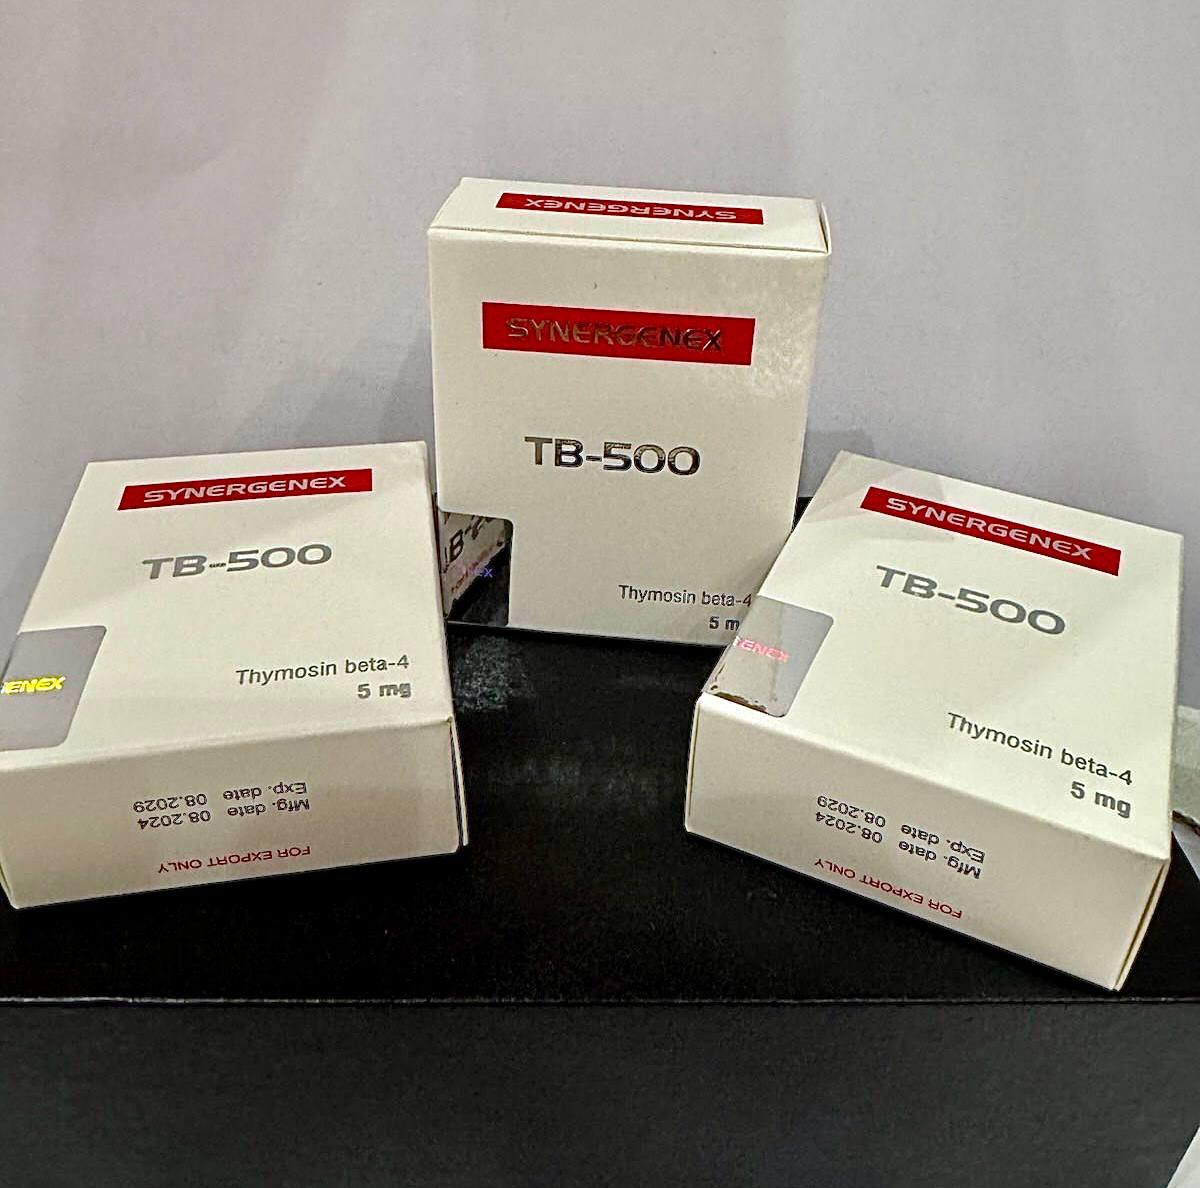 SYNERGENEX
SYNERGENEX
TB-500
Thymosin beta-4
5 m
SYNERGENEX
TB-500
ENEX
Thymosin beta-4
5 mg
Mfg. date 08.2024
Exp. date 08.2029
FOR EXPORT ONLY
SYNERGENEX
TB-500
ENEX
Thymosin beta-4
5 mg
Mfg. date 08.2024
Exp. date 08.2029
FOR EXPORT ONLY